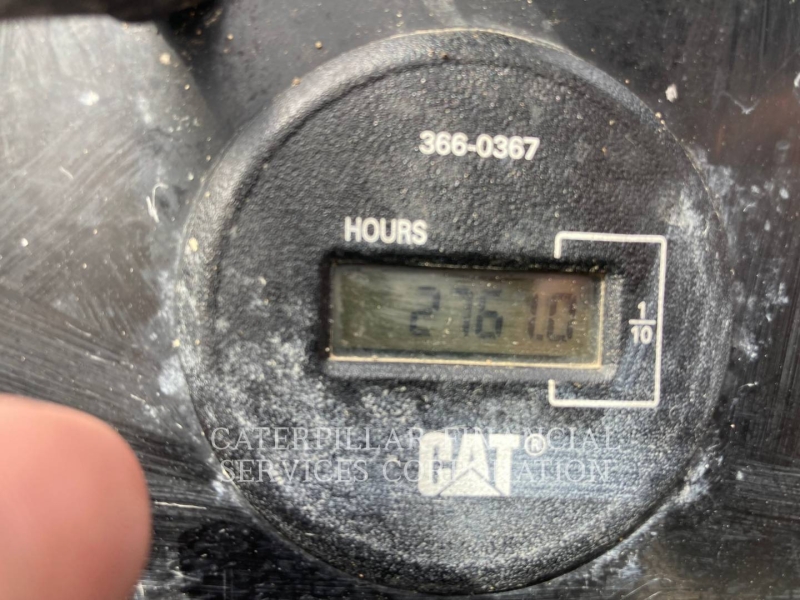 366-0367
HOURS
2761.0
1/10
CATERPILLAR FINANCIAL
SERVICES CORPORATION
CAT®